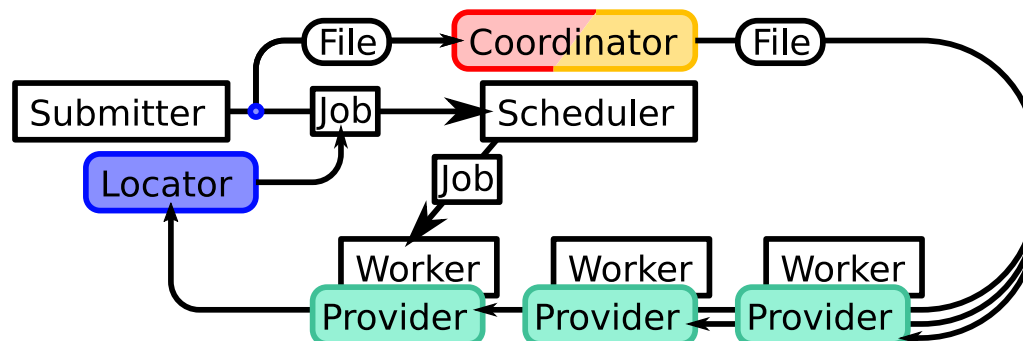 File
Coordinator
File
Submitter
Job
Scheduler
Locator
Job
Worker
Worker
Worker
Provider
Provider
Provider